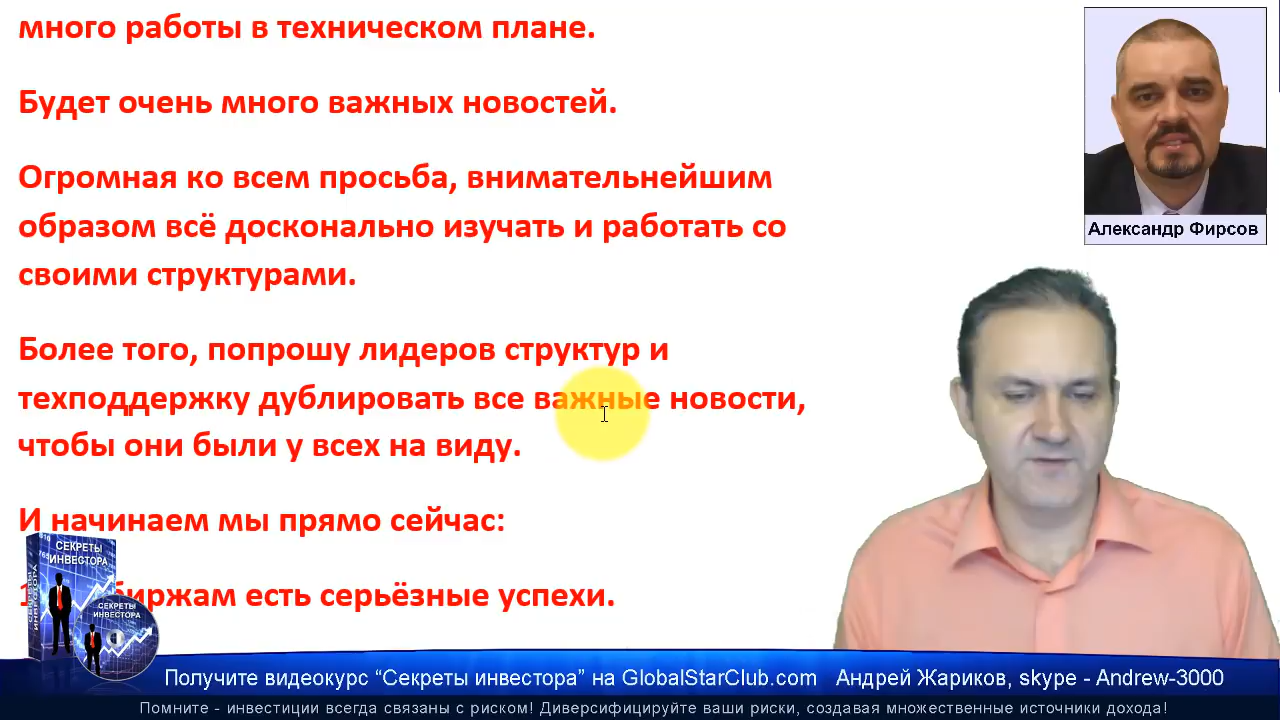 много работы в техническом плане.
Будет очень много важных новостей.
Огромная ко всем просьба, внимательнейшим
образом всё досконально изучать и работать со
своими структурами.
Более того, попрошу лидеров структур и
техподдержку дублировать все важные новости,
чтобы они были у всех на виду.
И начинаем мы прямо сейчас:
биржам есть серьёзные успехи.
Александр Фирсов
СЕКРЕТЫ
ИНВЕСТОРА
СЕКРЕТЫ
ИНВЕСТОРА
СЕКРЕТЫ
ИНВЕСТОРА
Получите видеокурс “Секреты инвестора” на GlobalStarClub.com Андрей Жариков, skype - Andrew-3000
Помните - инвестиции всегда связаны с риском! Диверсифицируйте ваши риски, создавая множественные источники дохода!